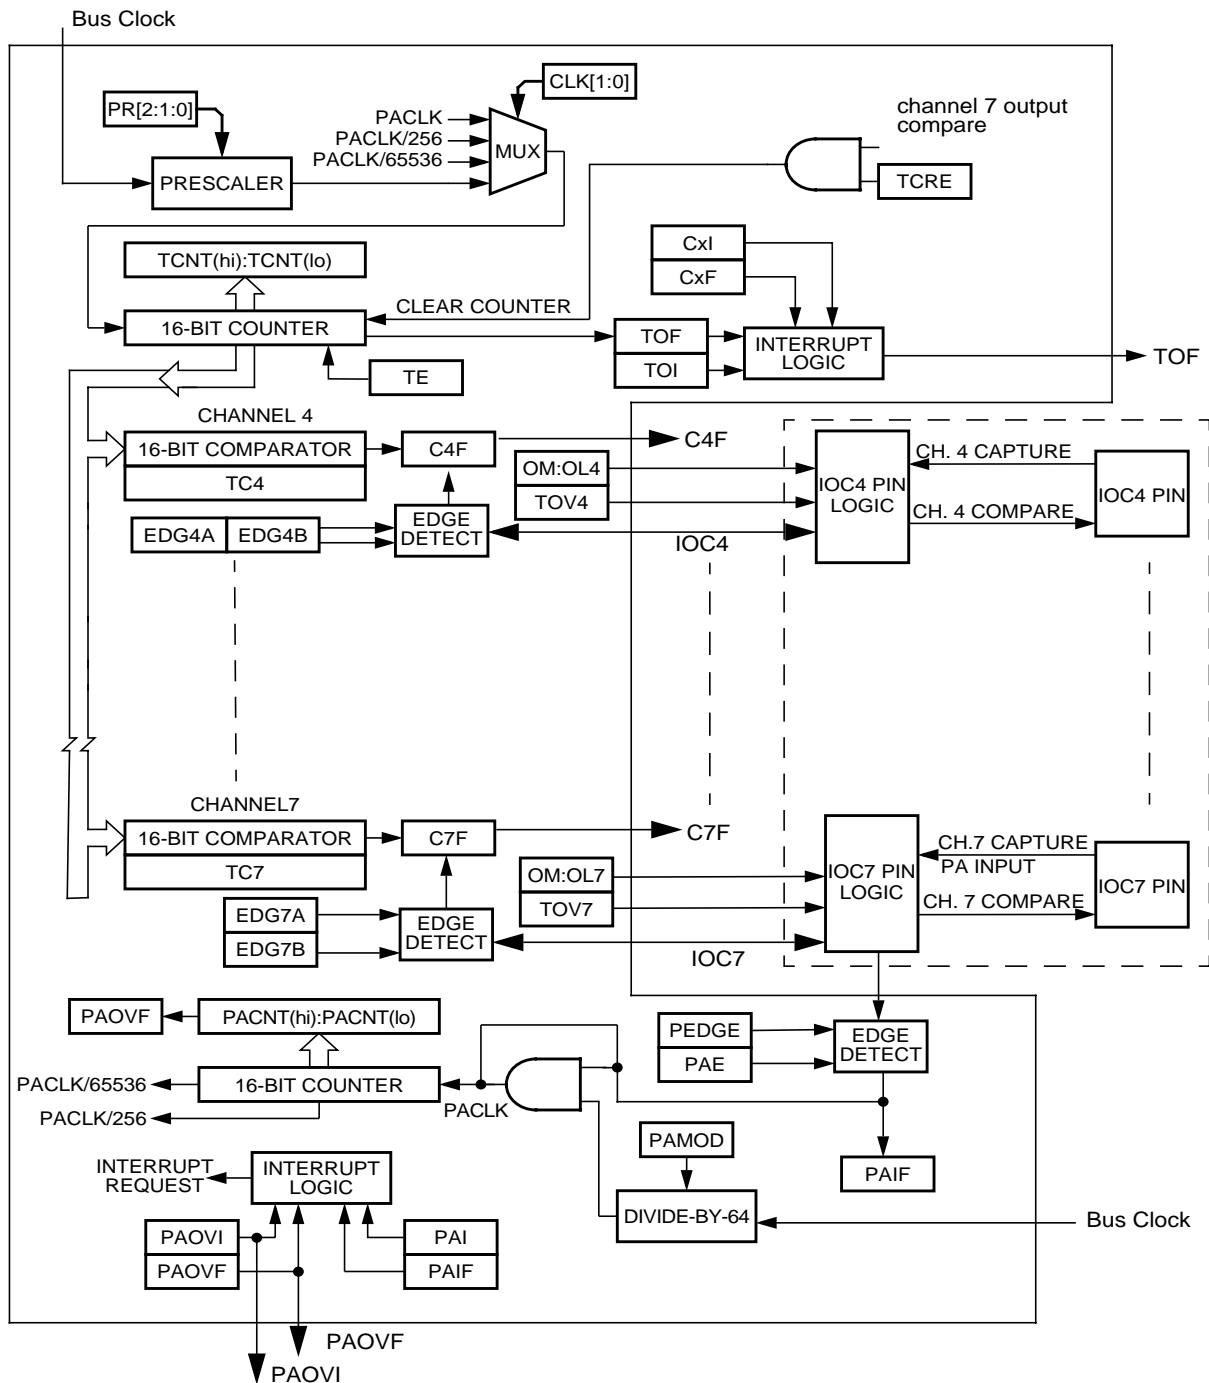 Bus Clock
CLK[1:0]
PR[2:1:0]
PACLK
PACLK/256
PACLK/65536
MUX
PRESCALER
channel 7 output
compare
TCRE
TCNT(hi):TCNT(lo)
CxI
CxF
CLEAR COUNTER
16-BIT COUNTER
TOF
TOI
INTERRUPT
LOGIC
TOF
TE
CHANNEL 4
16-BIT COMPARATOR
TC4
C4F
C4F
OM:OL4
TOV4
IOC4 PIN
LOGIC
CH. 4 CAPTURE
CH. 4 COMPARE
IOC4 PIN
EDG4A
EDG4B
EDGE
DETECT
IOC4
CHANNEL7
16-BIT COMPARATOR
TC7
C7F
C7F
OM:OL7
TOV7
IOC7 PIN
LOGIC
CH.7 CAPTURE
PA INPUT
CH. 7 COMPARE
IOC7 PIN
EDG7A
EDG7B
EDGE
DETECT
IOC7
PAOVF
PACNT(hi):PACNT(lo)
PEDGE
PAE
EDGE
DETECT
PACLK/65536
16-BIT COUNTER
PACLK
PACLK/256
PAMOD
PAIF
INTERRUPT
REQUEST
INTERRUPT
LOGIC
DIVIDE-BY-64
Bus Clock
PAOVI
PAOVF
PAI
PAIF
PAOVF
PAOVI